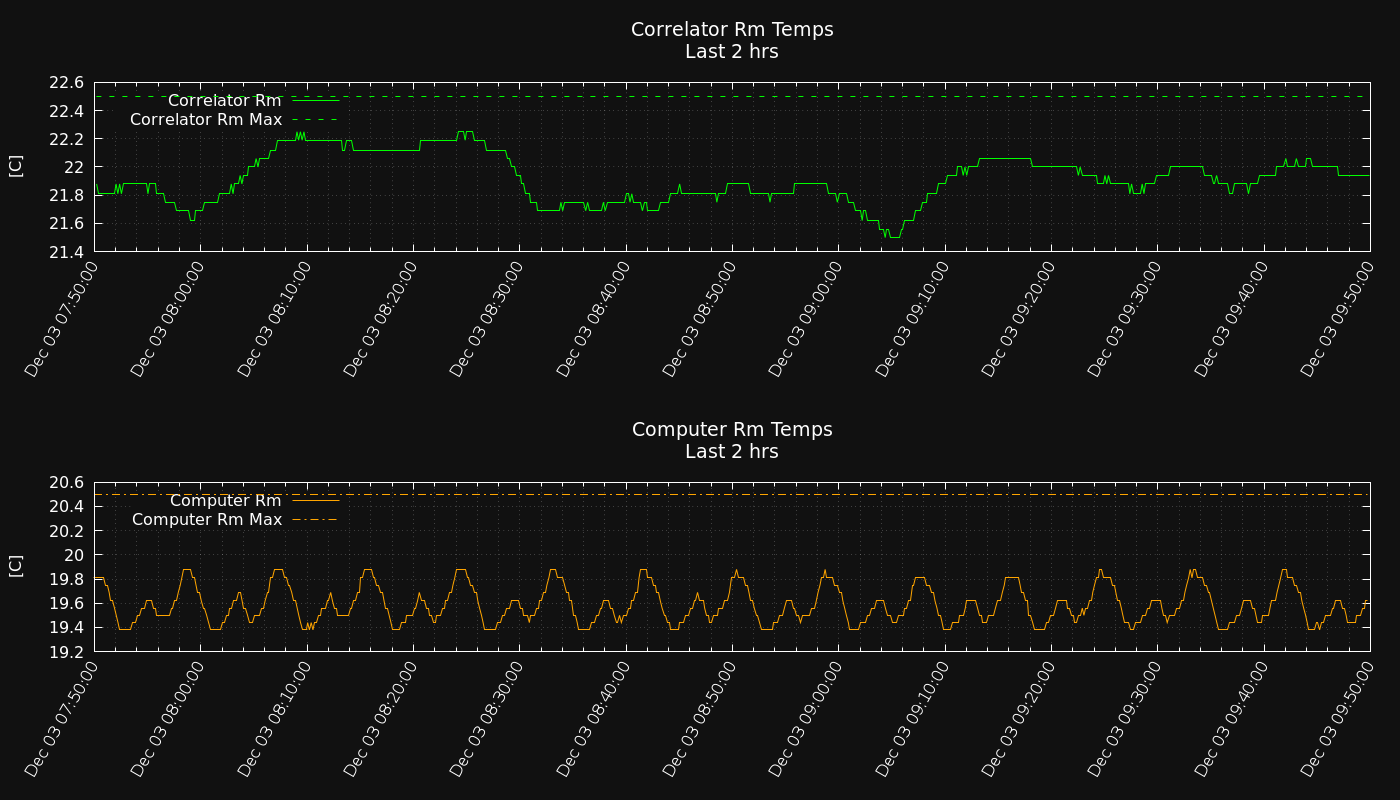 Correlator Rm Temps
Last 2 hrs
[C]
22.6
22.4
22.2
22
21.8
21.6
21.4
Correlator Rm
Correlator Rm Max
Dec 03 07:50:00
Dec 03 08:00:00
Dec 03 08:10:00
Dec 03 08:20:00
Dec 03 08:30:00
Dec 03 08:40:00
Dec 03 08:50:00
Dec 03 09:00:00
Dec 03 09:10:00
Dec 03 09:20:00
Dec 03 09:30:00
Dec 03 09:40:00
Dec 03 09:50:00
Computer Rm Temps
Last 2 hrs
[C]
20.6
20.4
20.2
20
19.8
19.6
19.4
19.2
Computer Rm
Computer Rm Max
Dec 03 07:50:00
Dec 03 08:00:00
Dec 03 08:10:00
Dec 03 08:20:00
Dec 03 08:30:00
Dec 03 08:40:00
Dec 03 08:50:00
Dec 03 09:00:00
Dec 03 09:10:00
Dec 03 09:20:00
Dec 03 09:30:00
Dec 03 09:40:00
Dec 03 09:50:00